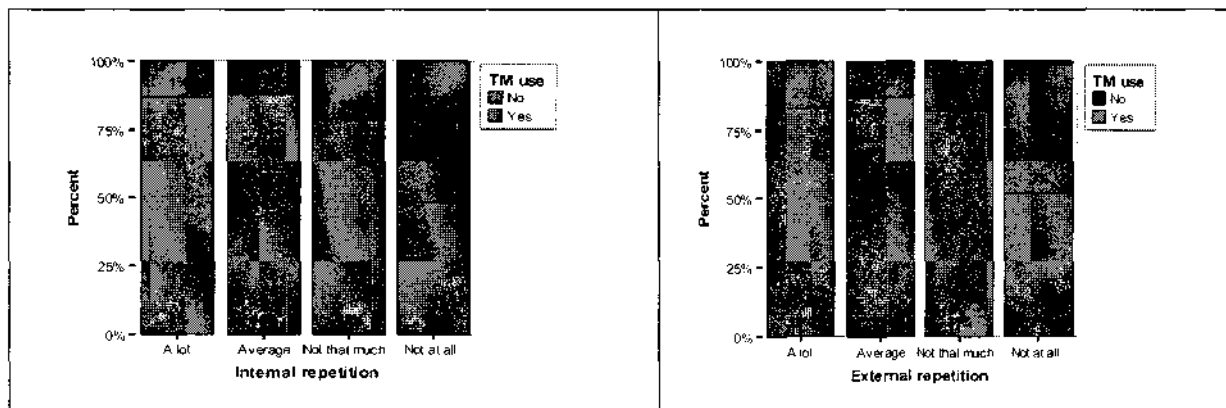 100%
75%
50%
25%
0%
Percent
A lot
Average
Not that much
Not at all
Internal repetition
TM use
No
Yes
100%
75%
50%
25%
0%
Percent
A lot
Average
Not that much
Not at all
External repetition
TM use
No
Yes